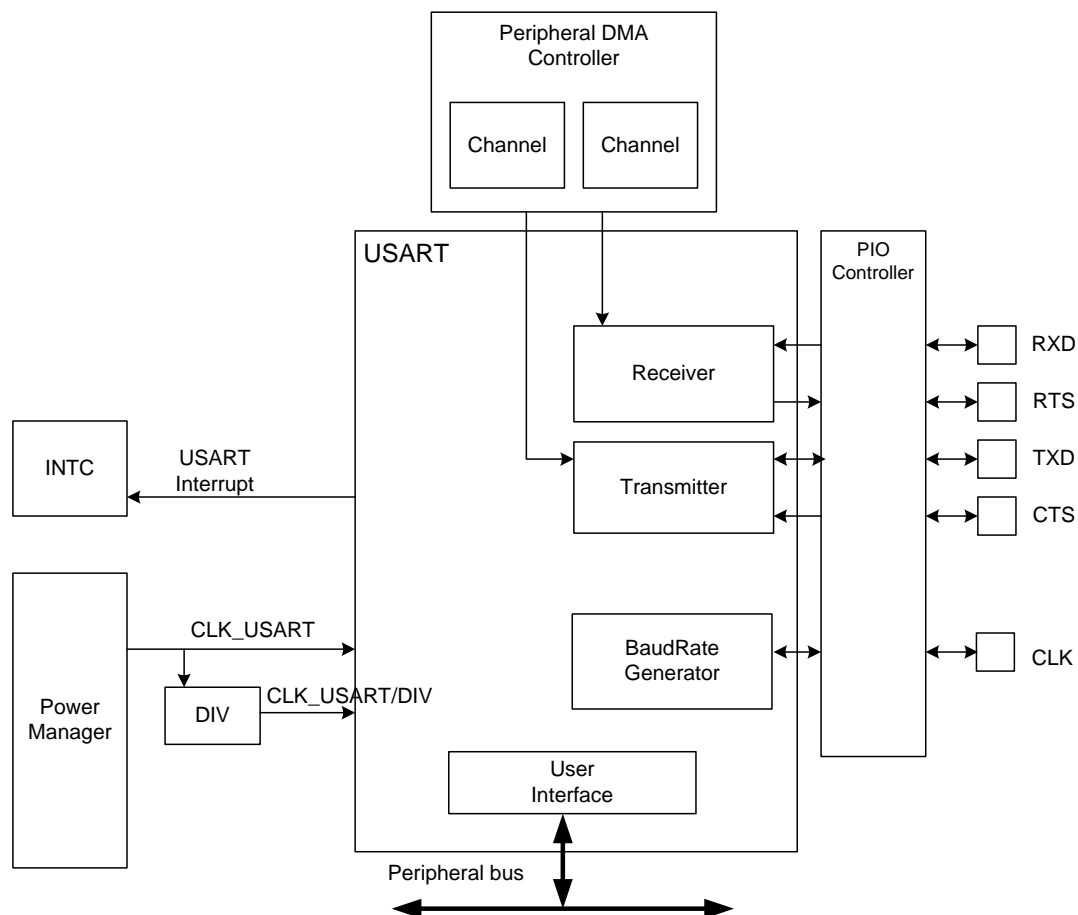 Peripheral DMA
Controller
Channel
Channel
USART
PIO
Controller
Receiver
RXD
RTS
INTC
USART
Interrupt
Transmitter
TXD
CTS
CLK_USART
BaudRate
Generator
CLK
Power
Manager
DIV
CLK_USART/DIV
User
Interface
Peripheral bus